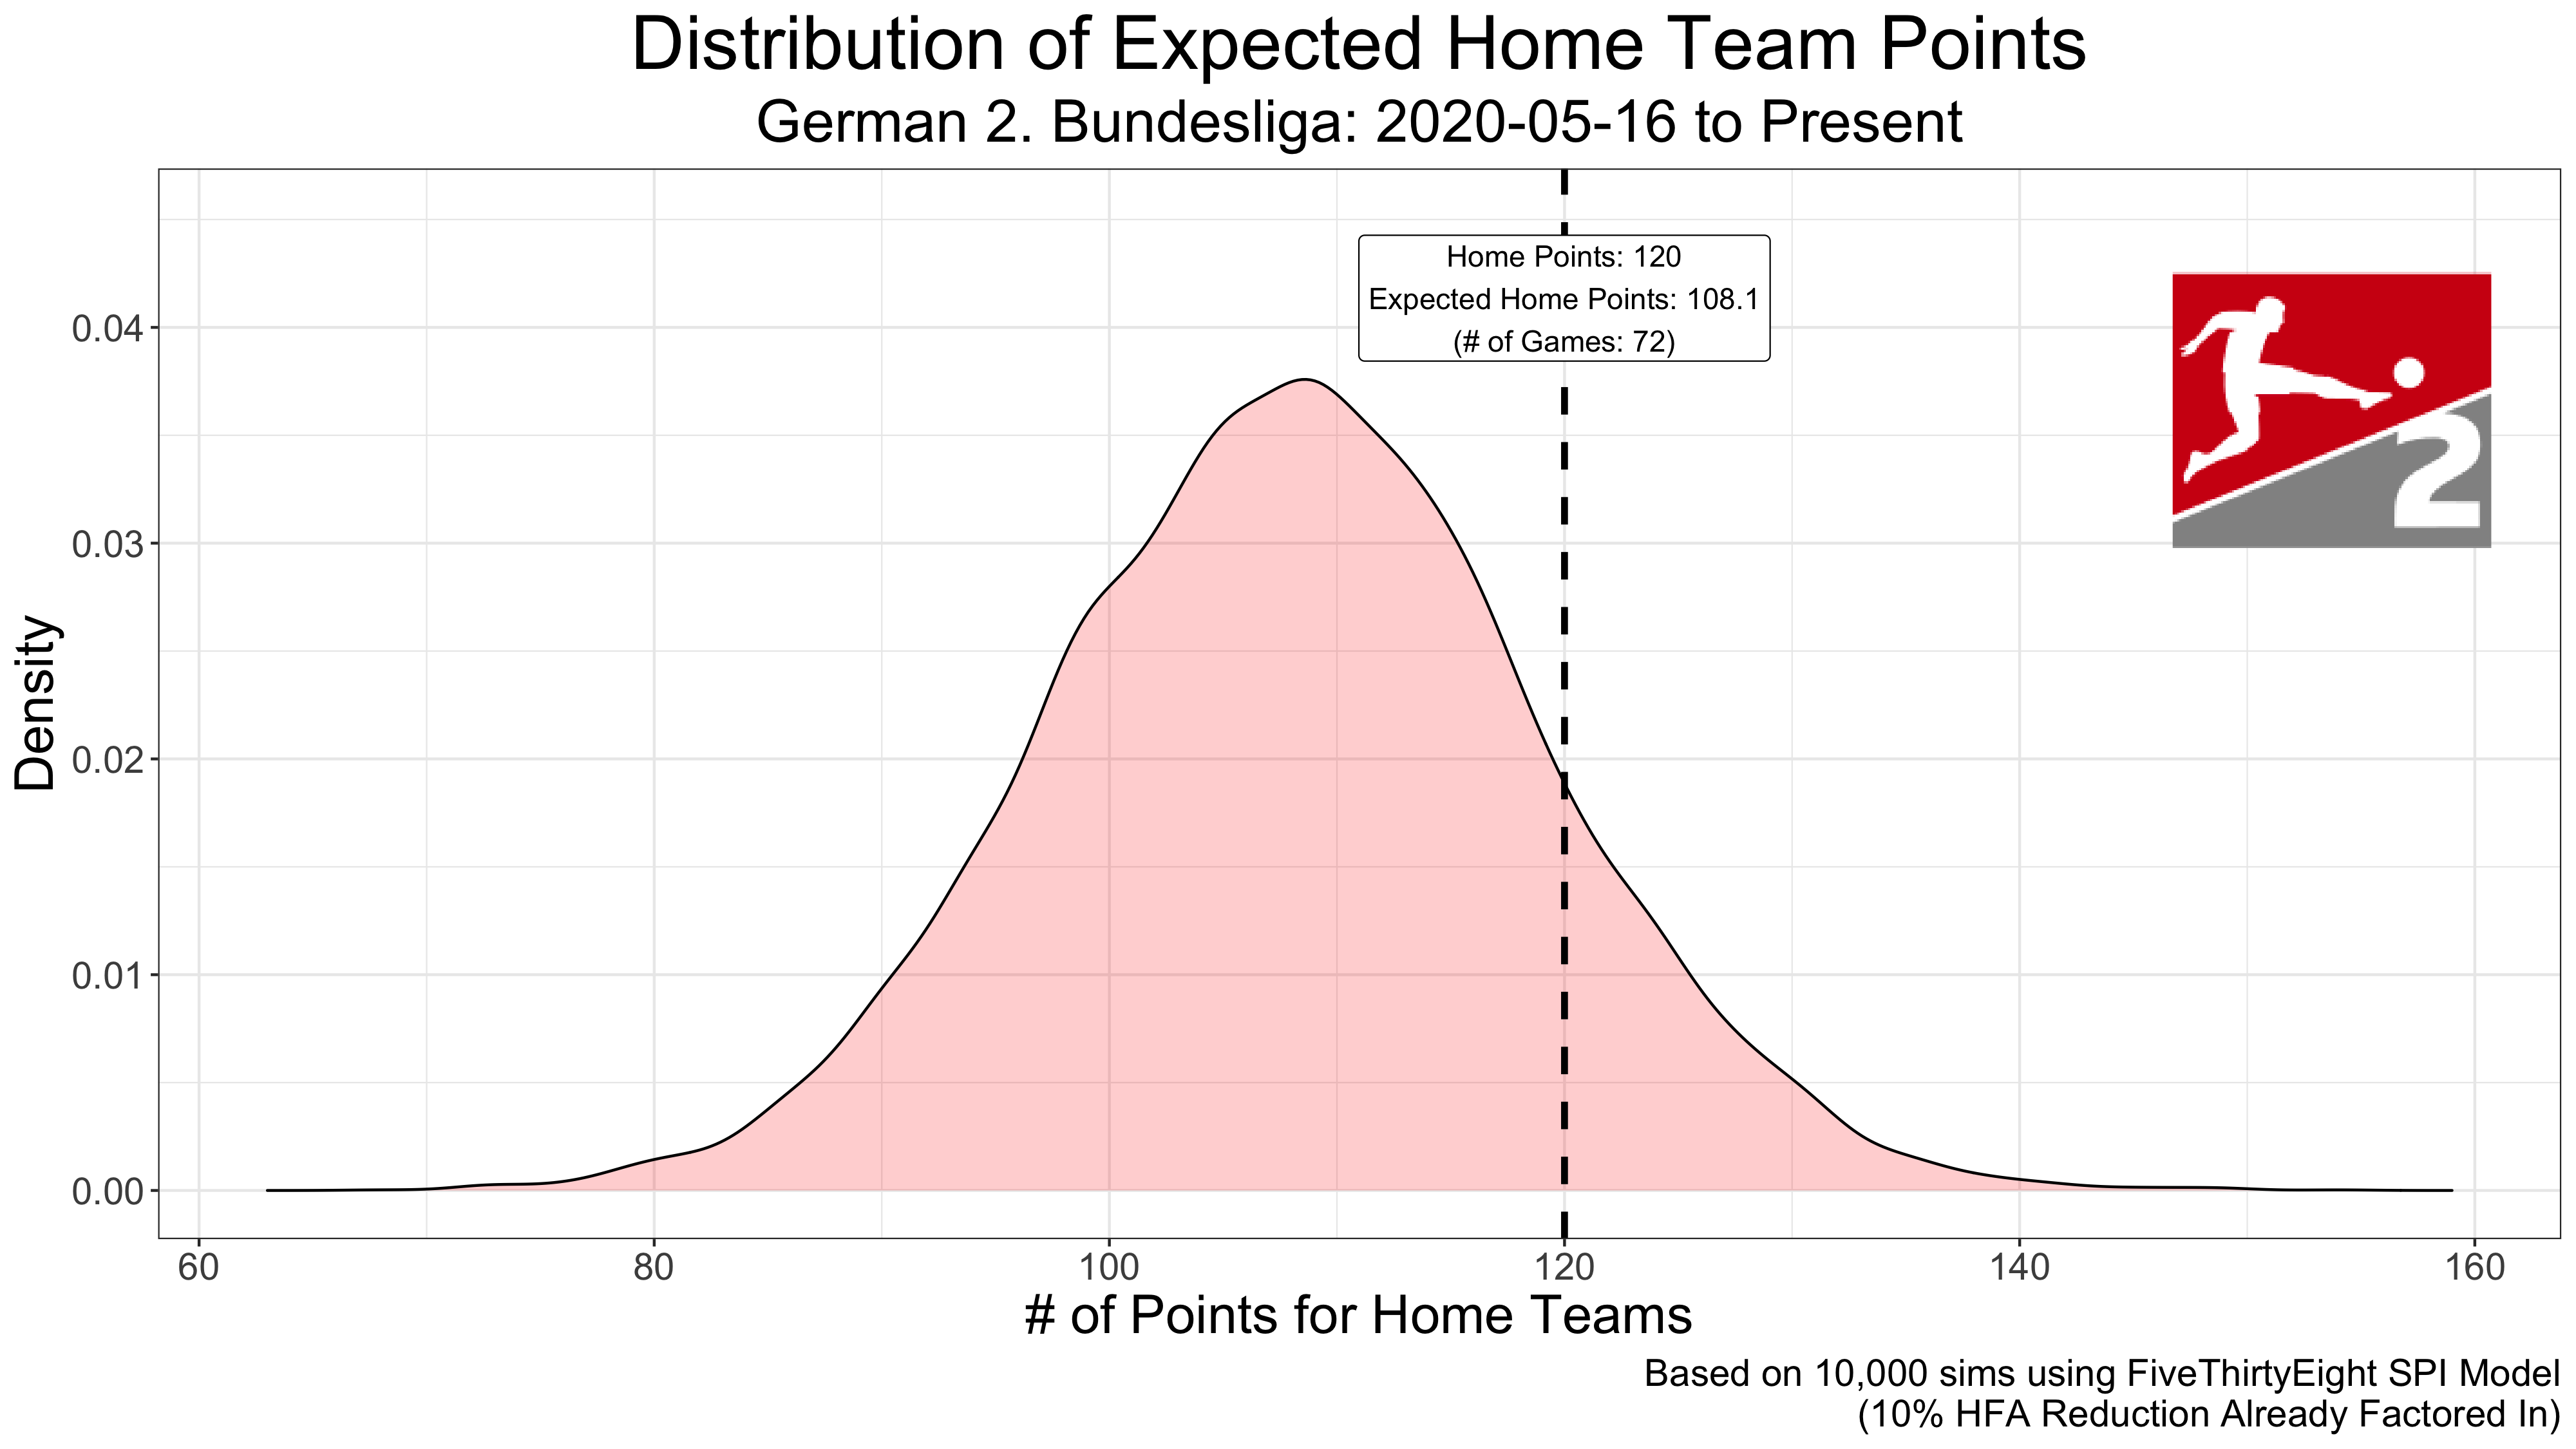 Distribution of Expected Home Team Points
German 2. Bundesliga: 2020-05-16 to Present
Home Points: 120
Expected Home Points: 108.1
(# of Games: 72)
2
Density
0.04
0.03
0.02
0.01
0.00
60 80 100 120 140 160
# of Points for Home Teams
Based on 10,000 sims using FiveThirtyEight SPI Model
(10% HFA Reduction Already Factored In)